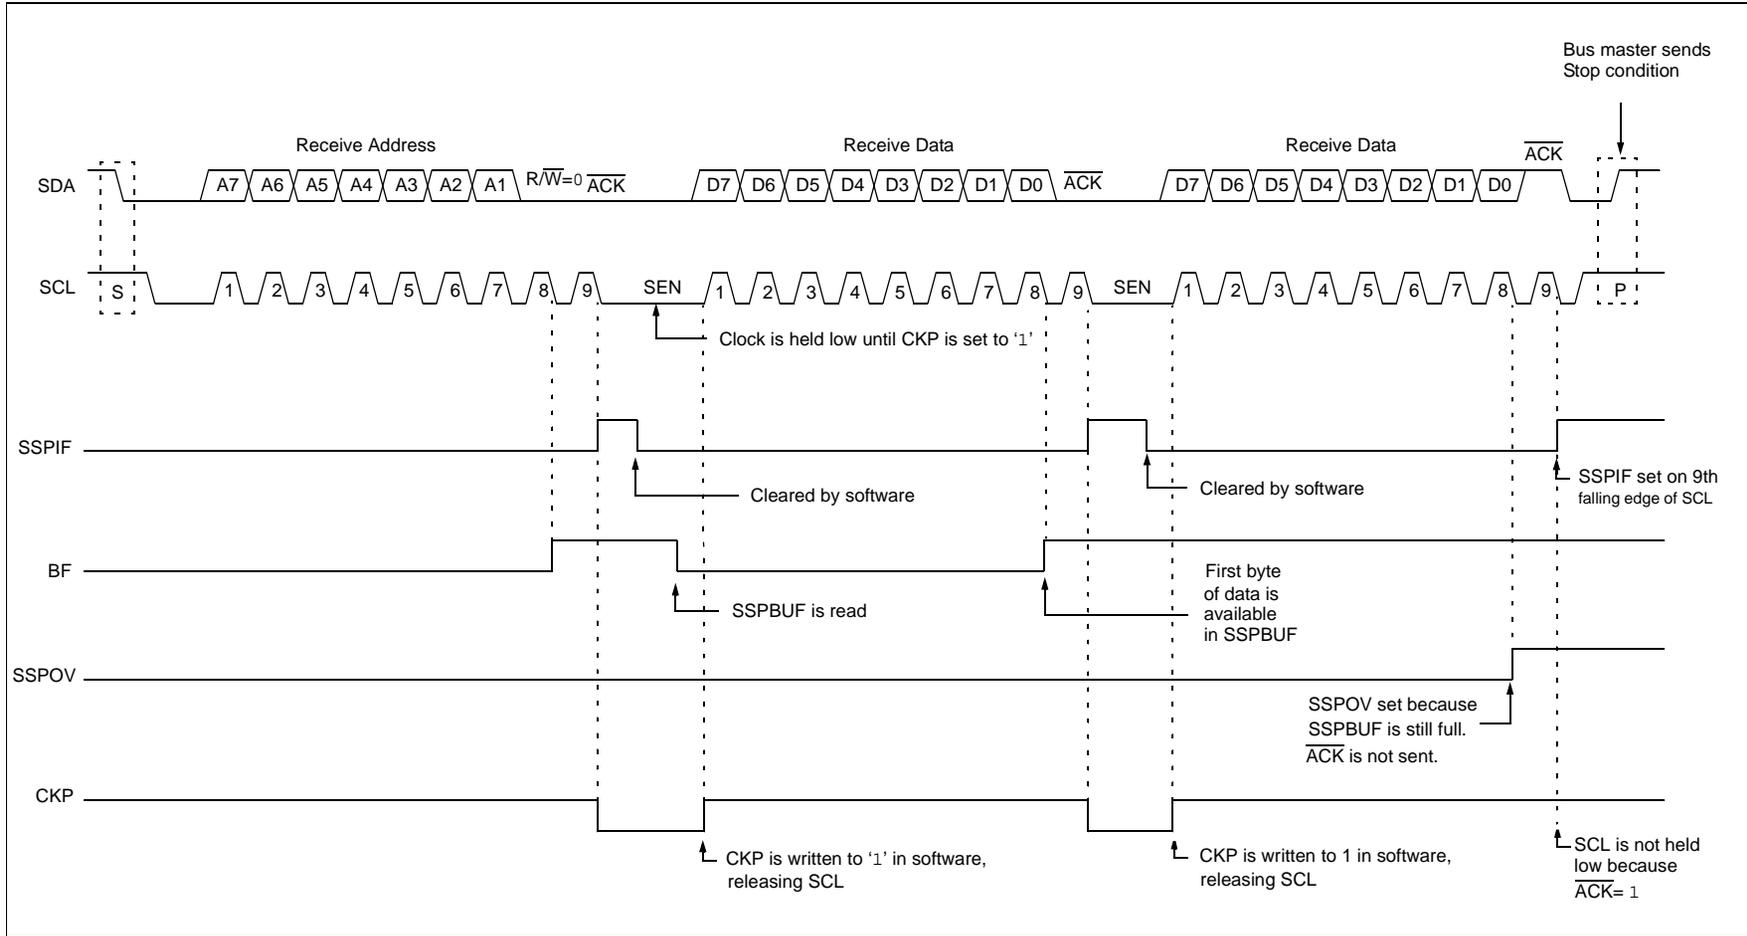 Bus master sends
Stop condition
Receive Address
Receive Data
Receive Data
A̅C̅K̅
SDA
A7 A6 A5 A4 A3 A2 A1 R/W̅=0 A̅C̅K̅ D7 D6 D5 D4 D3 D2 D1 D0 A̅C̅K̅ D7 D6 D5 D4 D3 D2 D1 D0
SCL S 1 2 3 4 5 6 7 8 9 SEN 1 2 3 4 5 6 7 8 9 SEN 1 2 3 4 5 6 7 8 9 P
Clock is held low until CKP is set to ‘1’
SSPIF
Cleared by software
Cleared by software
SSPIF set on 9th
falling edge of SCL
BF
SSPBUF is read
First byte
of data is
available
in SSPBUF
SSPOV
SSPOV set because
SSPBUF is still full.
A̅C̅K̅ is not sent.
CKP
CKP is written to ‘1’ in software,
releasing SCL
CKP is written to 1 in software,
releasing SCL
SCL is not held
low because
A̅C̅K̅= 1